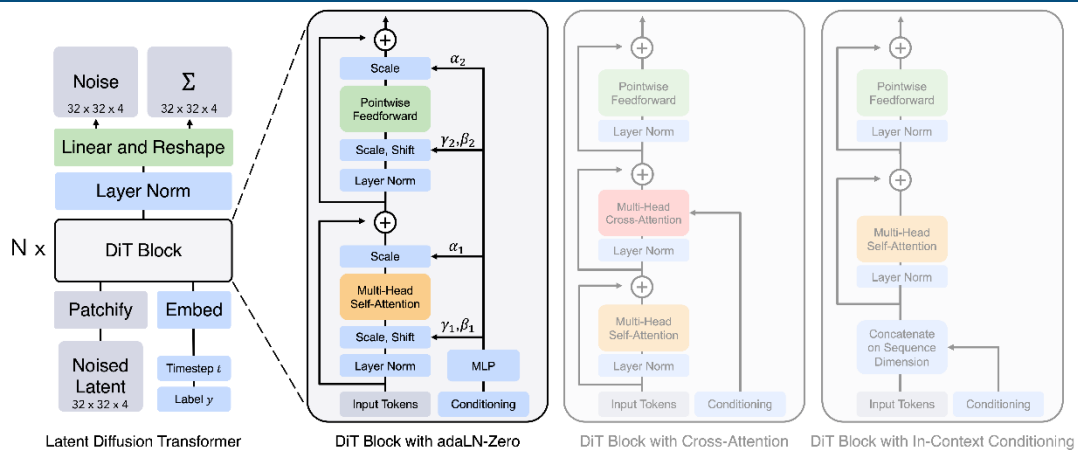 Noise
32 x 32 x 4
Σ
32 x 32 x 4
Linear and Reshape
Layer Norm
N x
DiT Block
Patchify
Embed
Noised
Latent
32 x 32 x 4
Timestep t
Label y
Latent Diffusion Transformer
+
Scale
α₂
Pointwise
Feedforward
γ₂,β₂
Scale, Shift
Layer Norm
+
Scale
α₁
Multi-Head
Self-Attention
γ₁,β₁
Scale, Shift
Layer Norm
MLP
Input Tokens
Conditioning
DiT Block with adaLN-Zero
+
Pointwise
Feedforward
Layer Norm
+
Multi-Head
Cross-Attention
Layer Norm
+
Multi-Head
Self-Attention
Layer Norm
Input Tokens
Conditioning
DiT Block with Cross-Attention
+
Pointwise
Feedforward
Layer Norm
+
Multi-Head
Self-Attention
Layer Norm
Concatenate
on Sequence
Dimension
Input Tokens
Conditioning
DiT Block with In-Context Conditioning